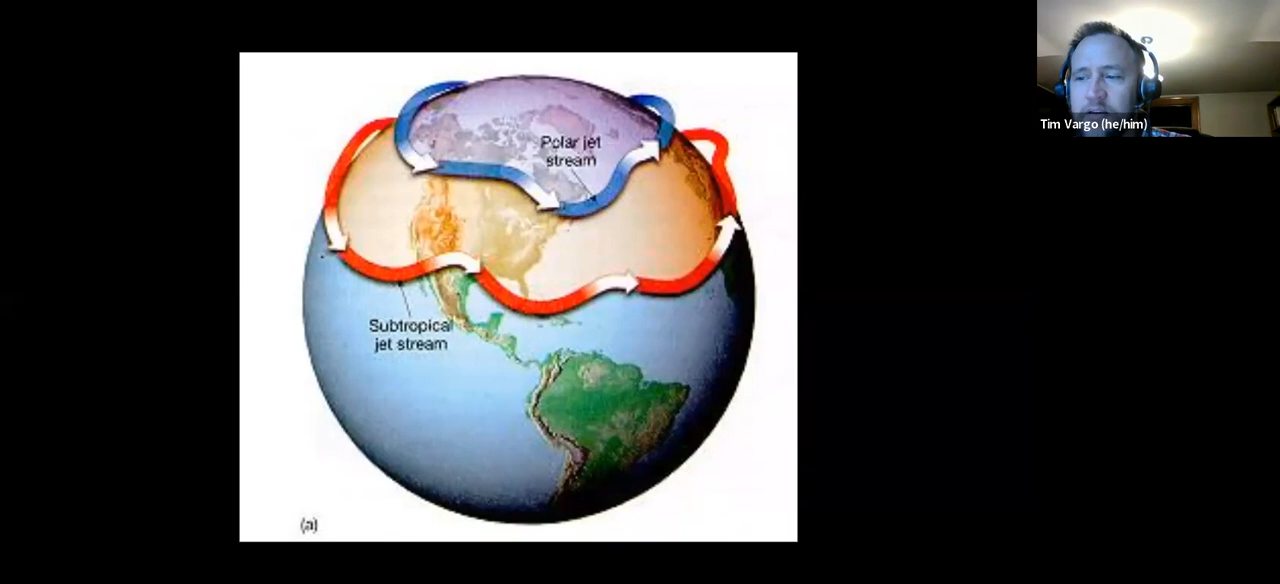 Tim Vargo (he/him)
Polar jet
stream
Subtropical
jet stream
(a)